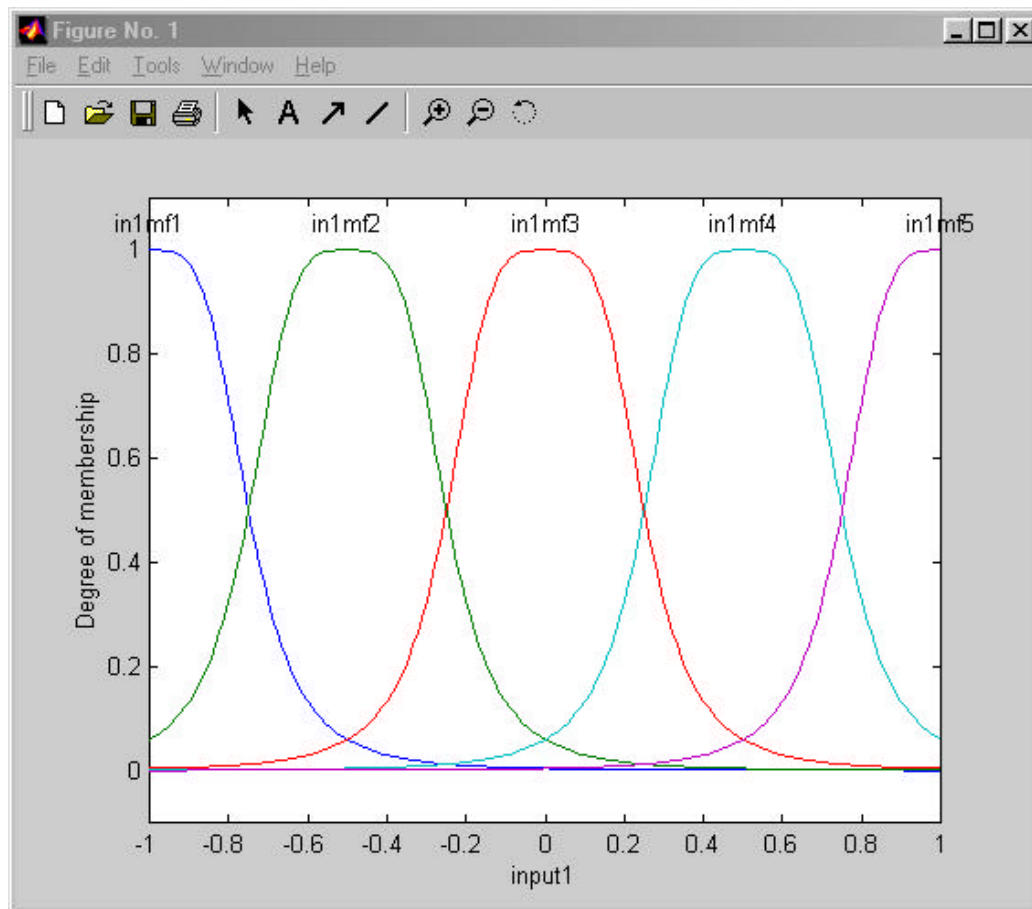 Figure No. 1
File Edit Tools Window Help
A
in1mf1 in1mf2 in1mf3 in1mf4 in1mf5
1
0.8
0.6
0.4
0.2
0
Degree of membership
-1 -0.8 -0.6 -0.4 -0.2 0 0.2 0.4 0.6 0.8 1
input1